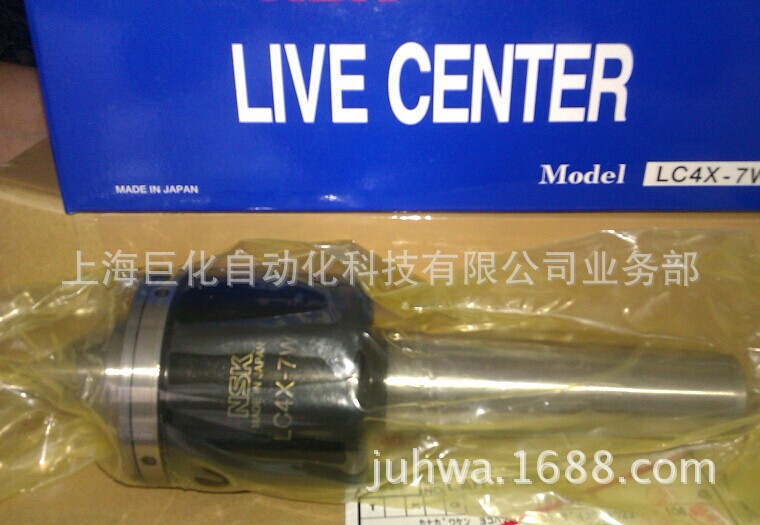 LIVE CENTER
Model LC4X-7W
MADE IN JAPAN
上海巨化自动化科技有限公司业务部
NSK
MADE IN JAPAN
LC4X-7W
juhwa.1688.com